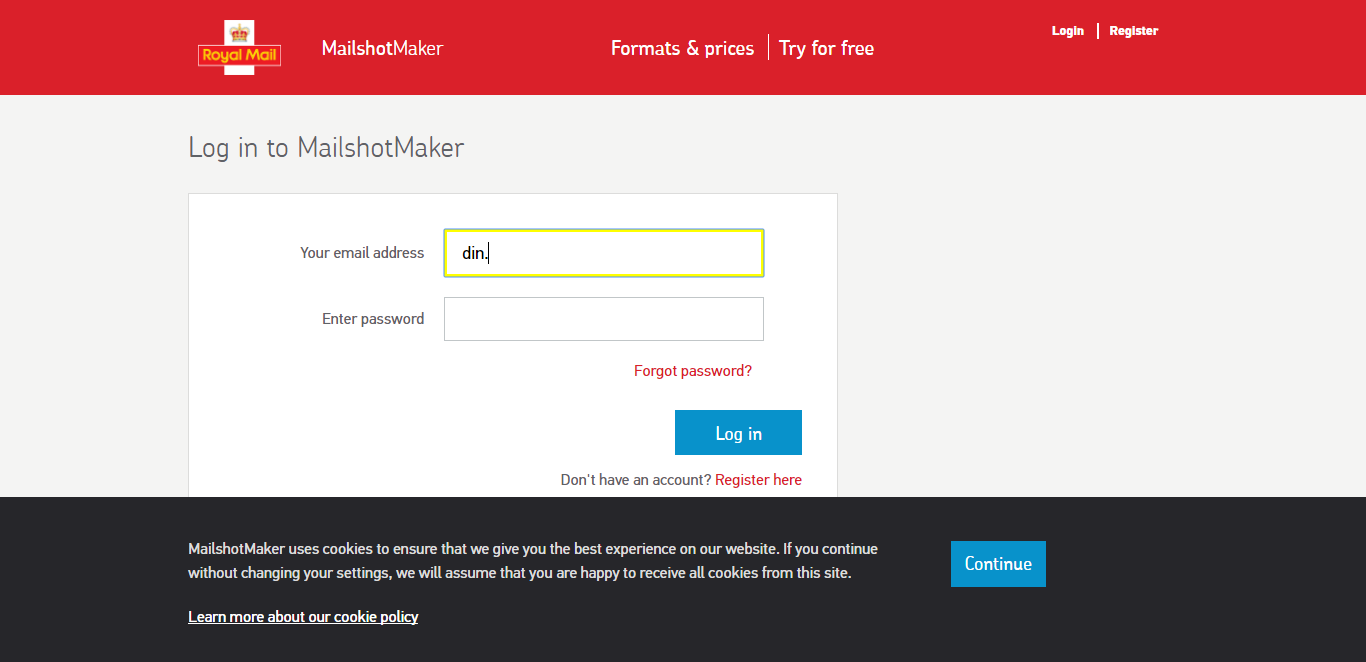 Royal Mail
MailshotMaker
Formats & prices
Try for free
Login
Register
Log in to MailshotMaker
Your email address
din.
Enter password
Forgot password?
Log in
Don't have an account? Register here
MailshotMaker uses cookies to ensure that we give you the best experience on our website. If you continue
without changing your settings, we will assume that you are happy to receive all cookies from this site.
Continue
Learn more about our cookie policy